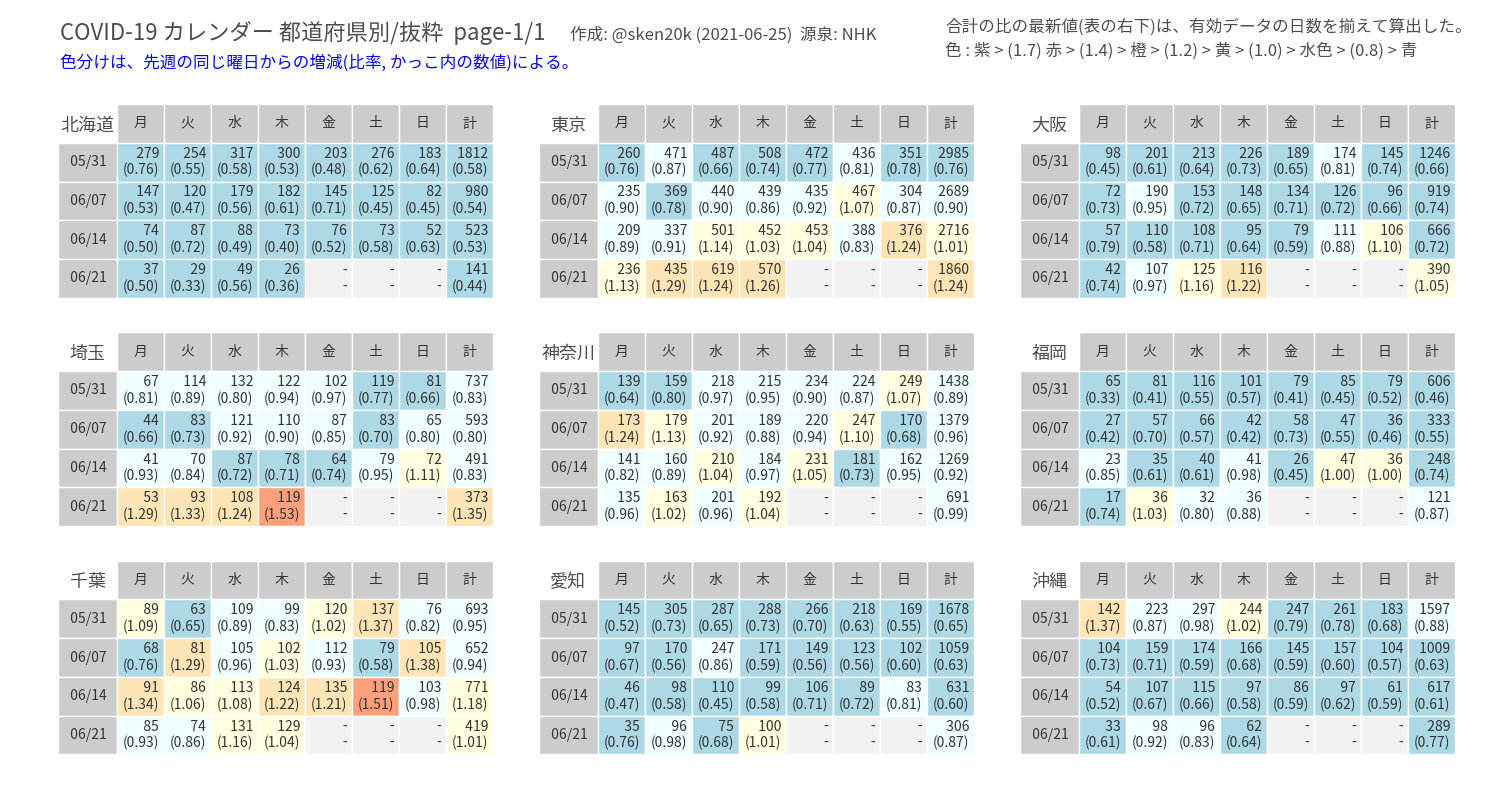 COVID-19 カレンダー 都道府県別/抜粋 page-1/1 作成: @sken20k (2021-06-25) 源泉: NHK
合計の比の最新値(表の右下)は、有効データの日数を揃えて算出した。
色分けは、先週の同じ曜日からの増減(比率, かっこ内の数値)による。
色 : 紫 > (1.7) 赤 > (1.4) > 橙 > (1.2) > 黄 > (1.0) > 水色 > (0.8) > 青
北海道 月 火 水 木 金 土 日 計
05/31 279 254 317 300 203 276 183 1812
(0.76) (0.55) (0.58) (0.53) (0.48) (0.62) (0.64) (0.58)
06/07 147 120 179 182 145 125 82 980
(0.53) (0.47) (0.56) (0.61) (0.71) (0.45) (0.45) (0.54)
06/14 74 87 88 73 76 73 52 523
(0.50) (0.72) (0.49) (0.40) (0.52) (0.58) (0.63) (0.53)
06/21 37 29 49 26 - - - 141
(0.50) (0.33) (0.56) (0.36) - - - (0.44)
東京 月 火 水 木 金 土 日 計
05/31 260 471 487 508 472 436 351 2985
(0.76) (0.87) (0.66) (0.74) (0.77) (0.81) (0.78) (0.76)
06/07 235 369 440 439 435 467 304 2689
(0.90) (0.78) (0.90) (0.86) (0.92) (1.07) (0.87) (0.90)
06/14 209 337 501 452 453 388 376 2716
(0.89) (0.91) (1.14) (1.03) (1.04) (0.83) (1.24) (1.01)
06/21 236 435 619 570 - - - 1860
(1.13) (1.29) (1.24) (1.26) - - - (1.24)
大阪 月 火 水 木 金 土 日 計
05/31 98 201 213 226 189 174 145 1246
(0.45) (0.61) (0.64) (0.73) (0.65) (0.81) (0.74) (0.66)
06/07 72 190 153 148 134 126 96 919
(0.73) (0.95) (0.72) (0.65) (0.71) (0.72) (0.66) (0.74)
06/14 57 110 108 95 79 111 106 666
(0.79) (0.58) (0.71) (0.64) (0.59) (0.88) (1.10) (0.72)
06/21 42 107 125 116 - - - 390
(0.74) (0.97) (1.16) (1.22) - - - (1.05)
埼玉 月 火 水 木 金 土 日 計
05/31 67 114 132 122 102 119 81 737
(0.81) (0.89) (0.80) (0.94) (0.97) (0.77) (0.66) (0.83)
06/07 44 83 121 110 87 83 65 593
(0.66) (0.73) (0.92) (0.90) (0.85) (0.70) (0.80) (0.80)
06/14 41 70 87 78 64 79 72 491
(0.93) (0.84) (0.72) (0.71) (0.74) (0.95) (1.11) (0.83)
06/21 53 93 108 119 - - - 373
(1.29) (1.33) (1.24) (1.53) - - - (1.35)
神奈川 月 火 水 木 金 土 日 計
05/31 139 159 218 215 234 224 249 1438
(0.64) (0.80) (0.97) (0.95) (0.90) (0.87) (1.07) (0.89)
06/07 173 179 201 189 220 247 170 1379
(1.24) (1.13) (0.92) (0.88) (0.94) (1.10) (0.68) (0.96)
06/14 141 160 210 184 231 181 162 1269
(0.82) (0.89) (1.04) (0.97) (1.05) (0.73) (0.95) (0.92)
06/21 135 163 201 192 - - - 691
(0.96) (1.02) (0.96) (1.04) - - - (0.99)
福岡 月 火 水 木 金 土 日 計
05/31 65 81 116 101 79 85 79 606
(0.33) (0.41) (0.55) (0.57) (0.41) (0.45) (0.52) (0.46)
06/07 27 57 66 42 58 47 36 333
(0.42) (0.70) (0.57) (0.42) (0.73) (0.55) (0.46) (0.55)
06/14 23 35 40 41 26 47 36 248
(0.85) (0.61) (0.61) (0.98) (0.45) (1.00) (1.00) (0.74)
06/21 17 36 32 36 - - - 121
(0.74) (1.03) (0.80) (0.88) - - - (0.87)
千葉 月 火 水 木 金 土 日 計
05/31 89 63 109 99 120 137 76 693
(1.09) (0.65) (0.89) (0.83) (1.02) (1.37) (0.82) (0.95)
06/07 68 81 105 102 112 79 105 652
(0.76) (1.29) (0.96) (1.03) (0.93) (0.58) (1.38) (0.94)
06/14 91 86 113 124 135 119 103 771
(1.34) (1.06) (1.08) (1.22) (1.21) (1.51) (0.98) (1.18)
06/21 85 74 131 129 - - - 419
(0.93) (0.86) (1.16) (1.04) - - - (1.01)
愛知 月 火 水 木 金 土 日 計
05/31 145 305 287 288 266 218 169 1678
(0.52) (0.73) (0.65) (0.73) (0.70) (0.63) (0.55) (0.65)
06/07 97 170 247 171 149 123 102 1059
(0.67) (0.56) (0.86) (0.59) (0.56) (0.56) (0.60) (0.63)
06/14 46 98 110 99 106 89 83 631
(0.47) (0.58) (0.45) (0.58) (0.71) (0.72) (0.81) (0.60)
06/21 35 96 75 100 - - - 306
(0.76) (0.98) (0.68) (1.01) - - - (0.87)
沖縄 月 火 水 木 金 土 日 計
05/31 142 223 297 244 247 261 183 1597
(1.37) (0.87) (0.98) (1.02) (0.79) (0.78) (0.68) (0.88)
06/07 104 159 174 166 145 157 104 1009
(0.73) (0.71) (0.59) (0.68) (0.59) (0.60) (0.57) (0.63)
06/14 54 107 115 97 86 97 61 617
(0.52) (0.67) (0.66) (0.58) (0.59) (0.62) (0.59) (0.61)
06/21 33 98 96 62 - - - 289
(0.61) (0.92) (0.83) (0.64) - - - (0.77)